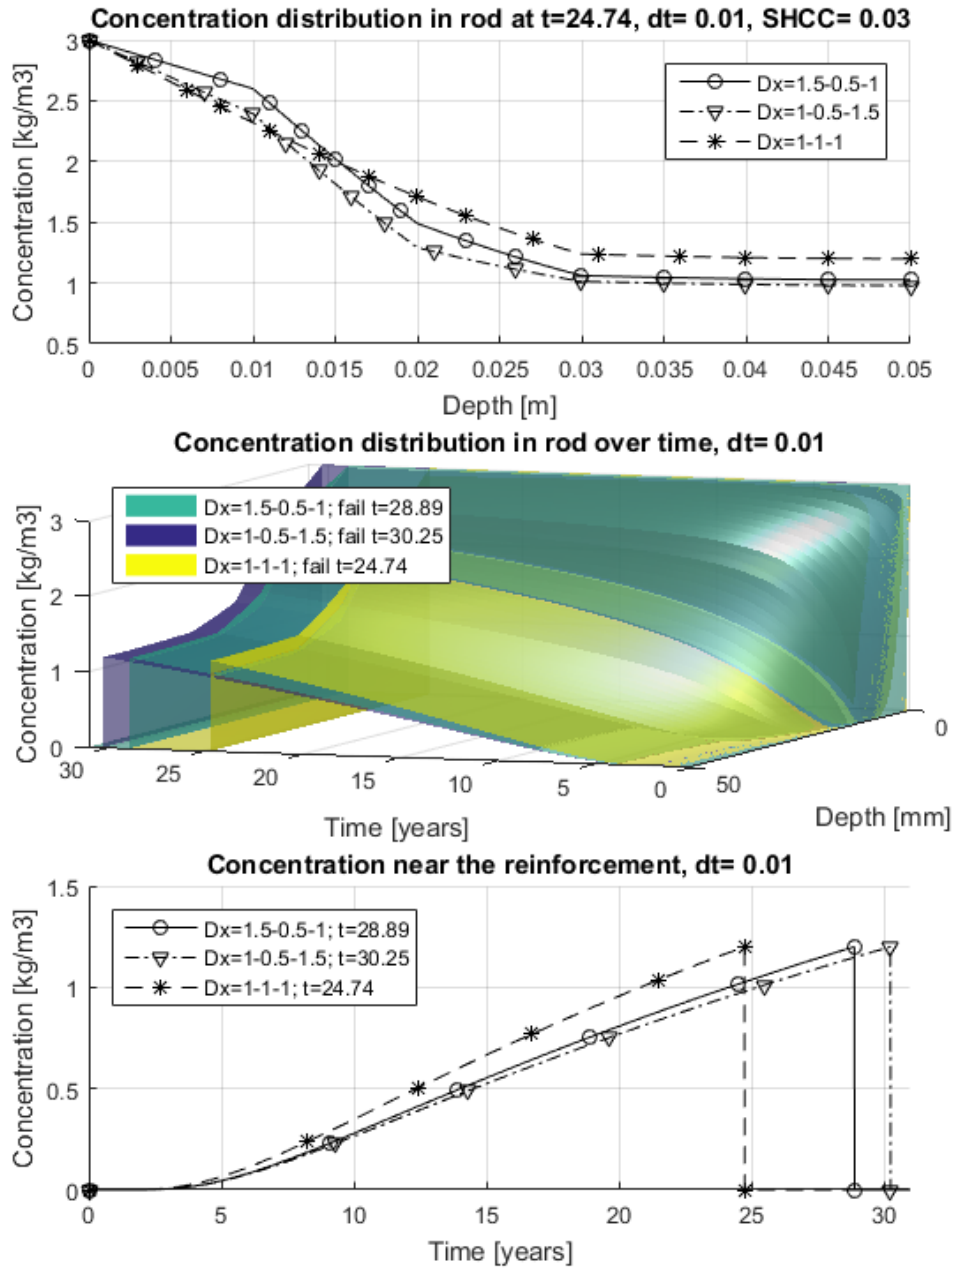 Concentration distribution in rod at t=24.74, dt= 0.01, SHCC= 0.03
Concentration [kg/m3]
3
2.5
2
1.5
1
0.5
Dx=1.5-0.5-1
Dx=1-0.5-1.5
Dx=1-1-1
0 0.005 0.01 0.015 0.02 0.025 0.03 0.035 0.04 0.045 0.05
Depth [m]
Concentration distribution in rod over time, dt= 0.01
Concentration [kg/m3]
3
2
1
0
Dx=1.5-0.5-1; fail t=28.89
Dx=1-0.5-1.5; fail t=30.25
Dx=1-1-1; fail t=24.74
30 25 20 15 10 5 0
50 0
Time [years]
Depth [mm]
Concentration near the reinforcement, dt= 0.01
Concentration [kg/m3]
1.5
1
0.5
0
Dx=1.5-0.5-1; t=28.89
Dx=1-0.5-1.5; t=30.25
Dx=1-1-1; t=24.74
0 5 10 15 20 25 30
Time [years]